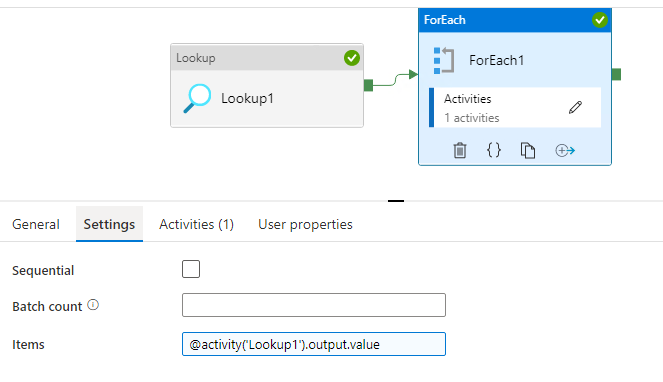 ForEach
Lookup
ForEach1
Lookup1
Activities
1 activities
General
Settings
Activities (1)
User properties
Sequential
Batch count
Items
@activity('Lookup1').output.value